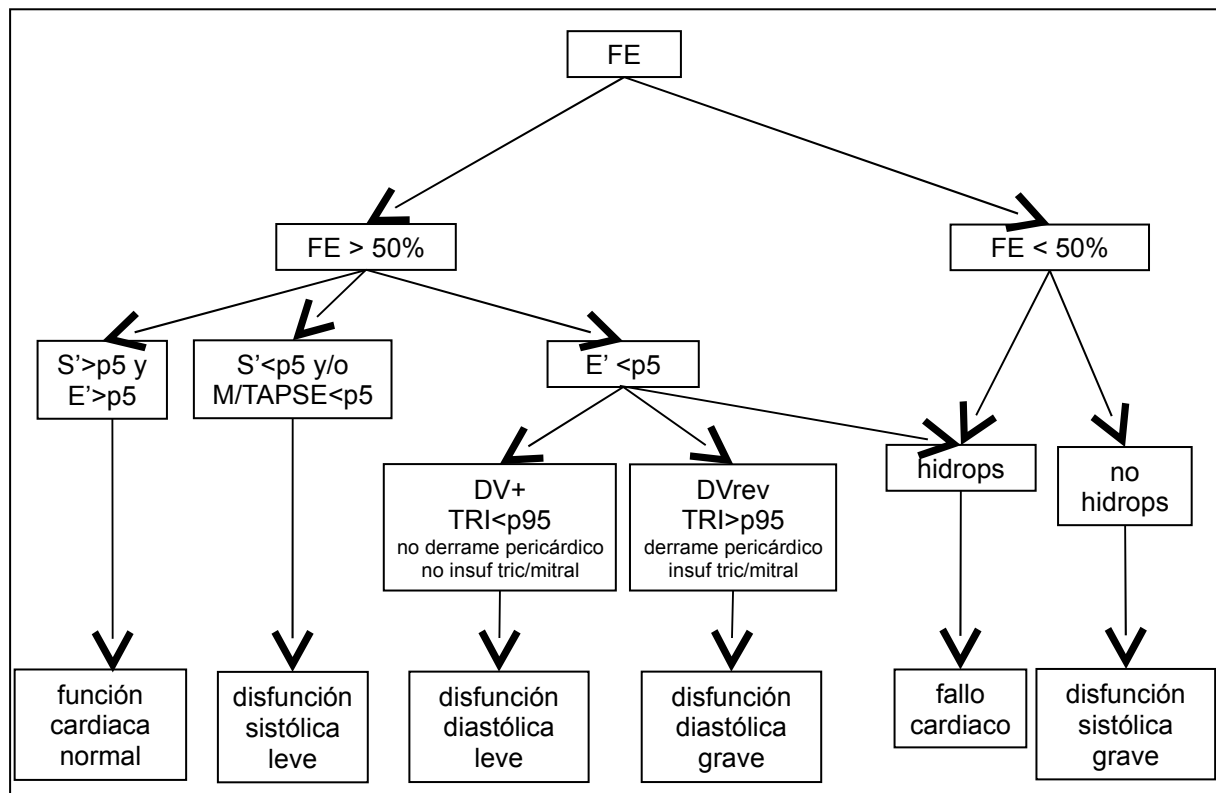 FE
FE > 50%
FE < 50%
S’>p5 y
E’>p5
S’<p5 y/o
M/TAPSE<p5
E’ <p5
DV+
TRI<p95
no derrame pericárdico
no insuf tric/mitral
DVrev
TRI>p95
derrame pericárdico
insuf tric/mitral
hidrops
no
hidrops
función
cardiaca
normal
disfunción
sistólica
leve
disfunción
diastólica
leve
disfunción
diastólica
grave
fallo
cardiaco
disfunción
sistólica
grave